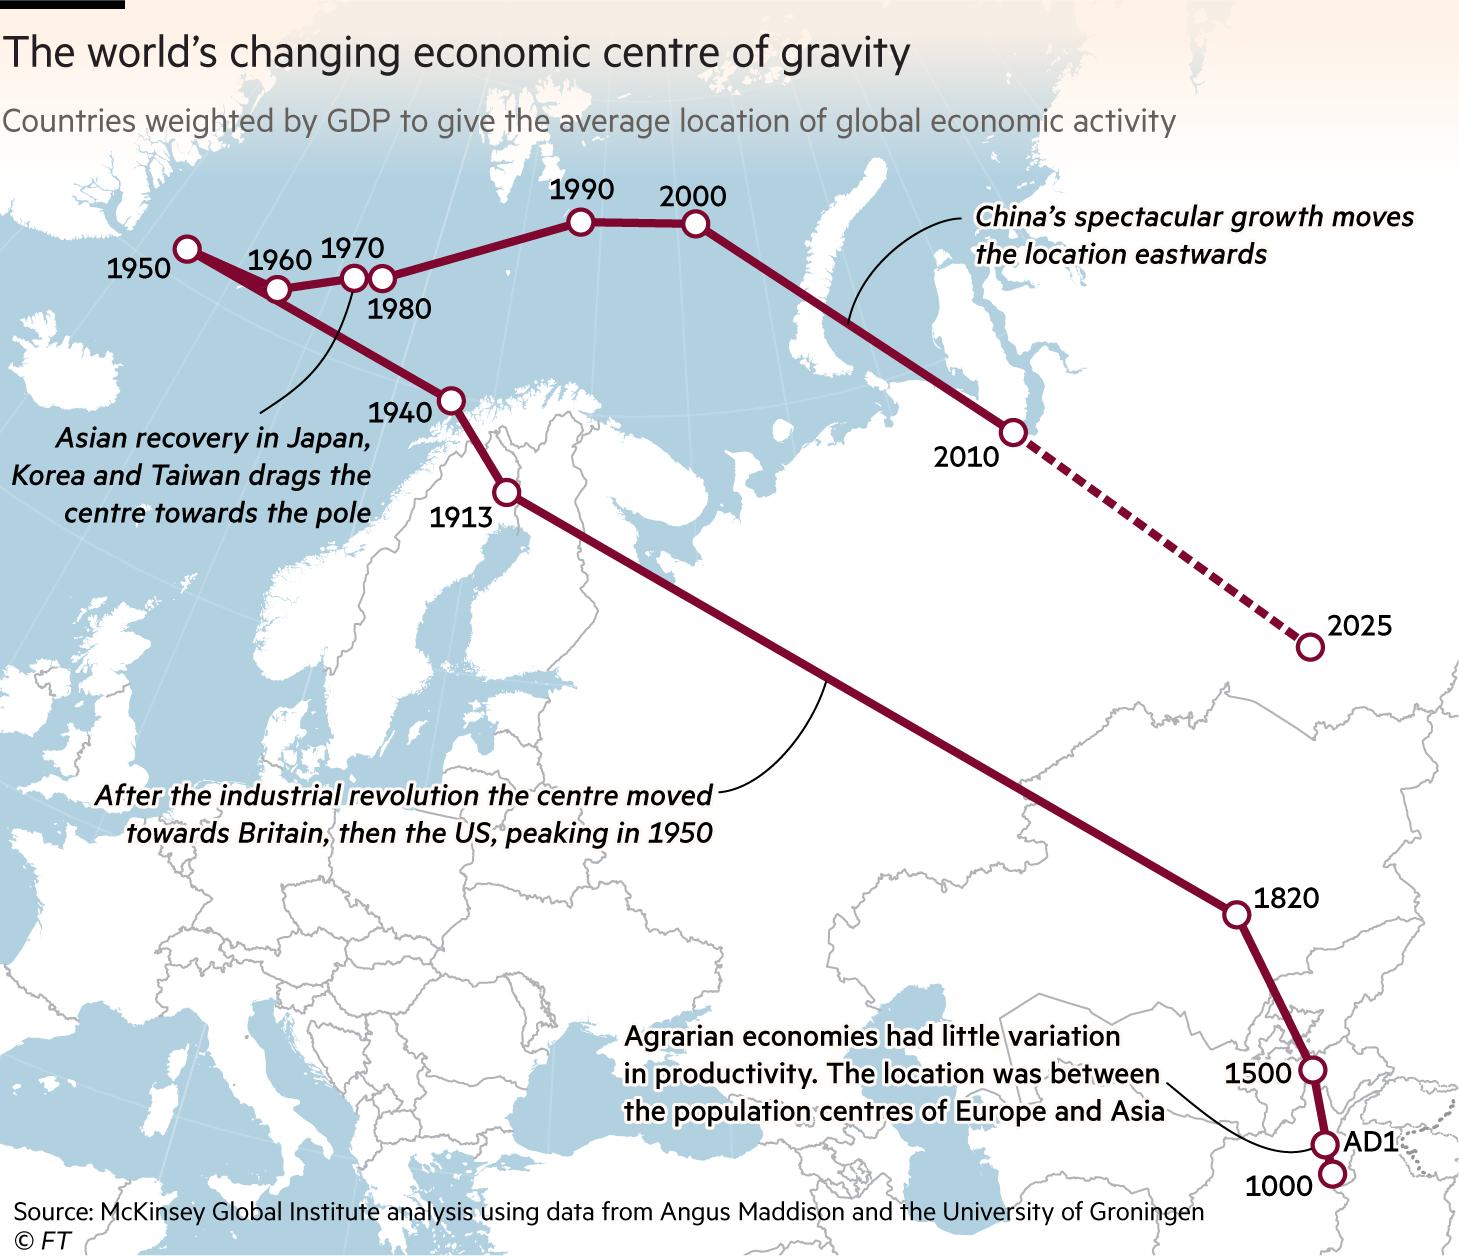 The world’s changing economic centre of gravity
Countries weighted by GDP to give the average location of global economic activity
1990
2000
China’s spectacular growth moves
the location eastwards
1970
1960
1950
1980
1940
Asian recovery in Japan,
Korea and Taiwan drags the
centre towards the pole
2010
1913
2025
After the industrial revolution the centre moved
towards Britain, then the US, peaking in 1950
1820
Agrarian economies had little variation
in productivity. The location was between
the population centres of Europe and Asia
1500
AD1
1000
Source: McKinsey Global Institute analysis using data from Angus Maddison and the University of Groningen
© FT